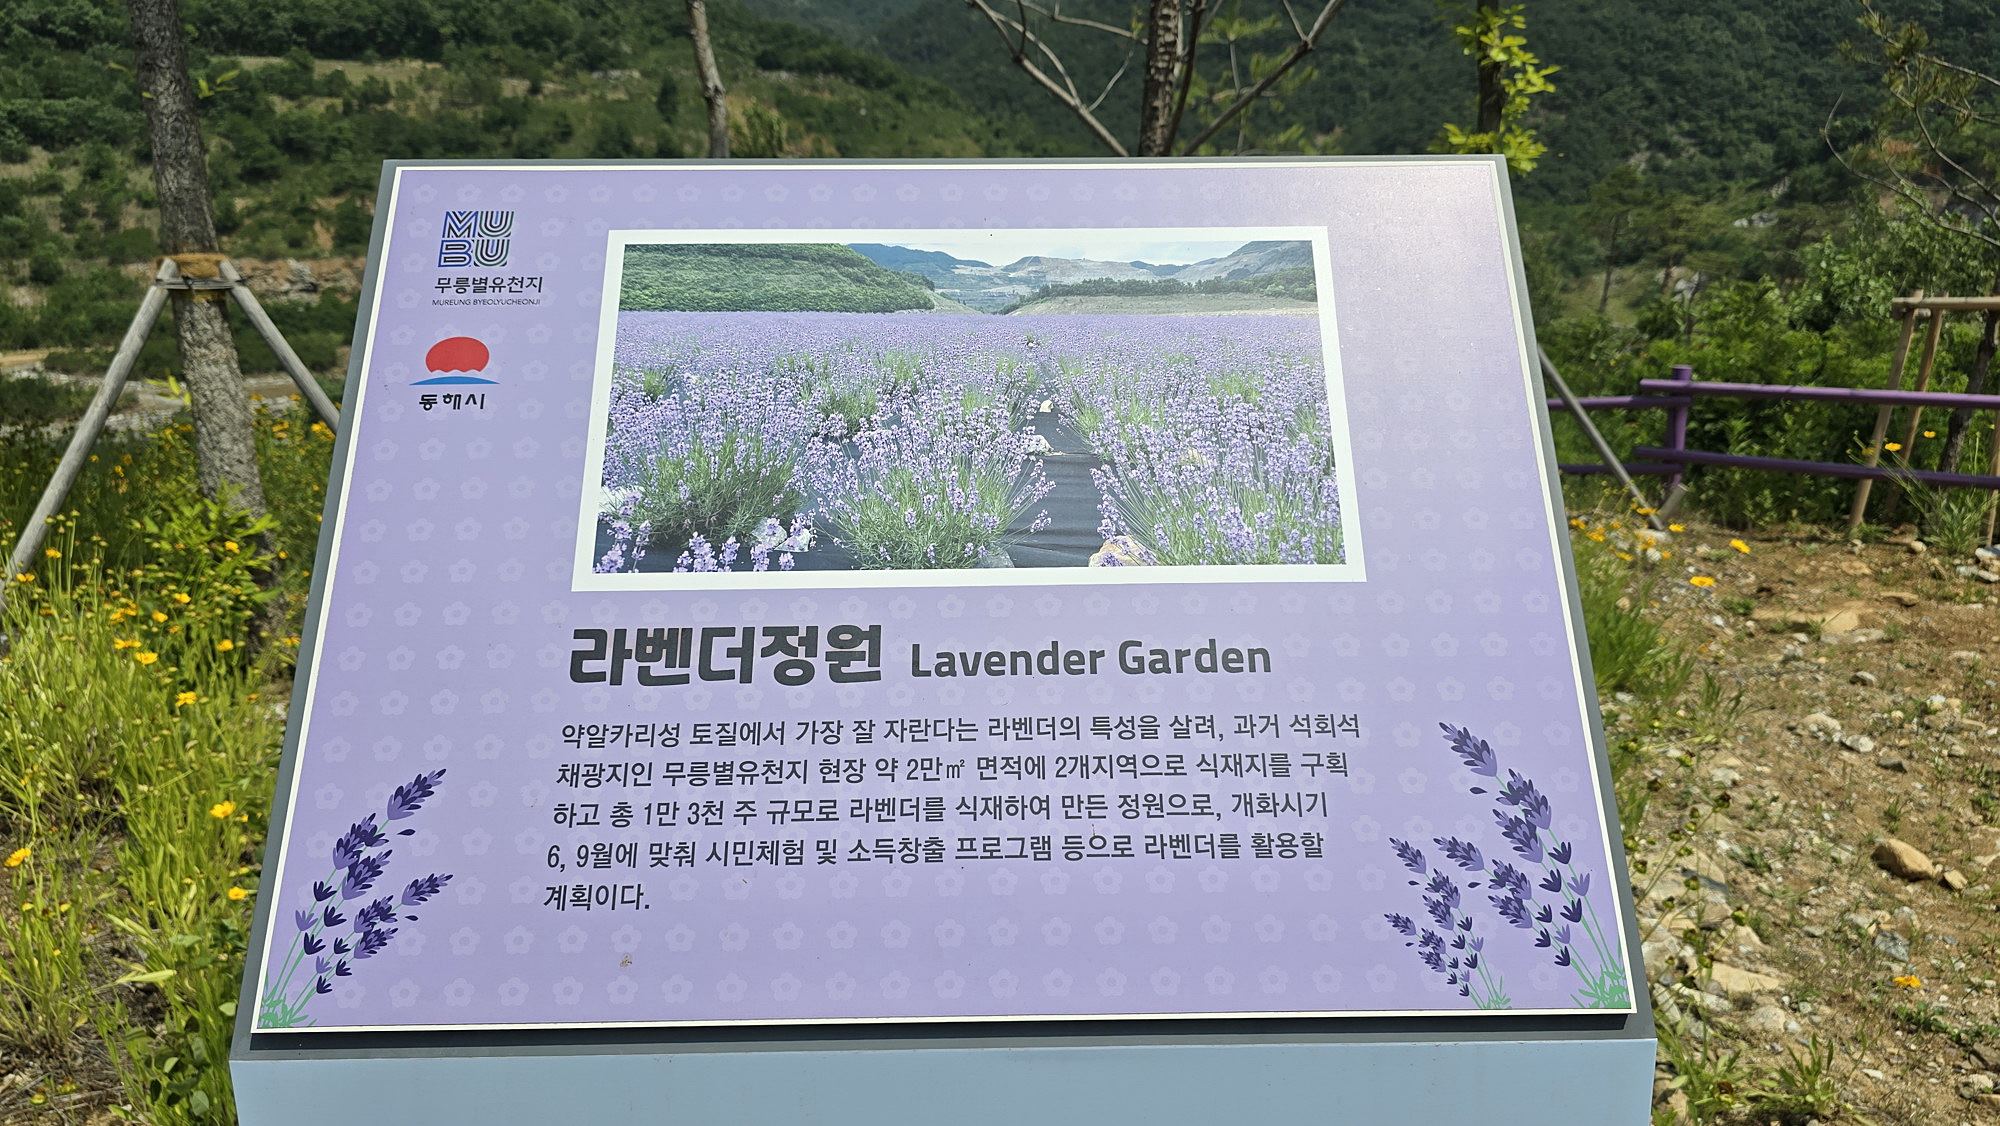 MU
BU
무릉별유천지
MUREUNG BYEOLYUCHEONJI
동해시
라벤더정원 Lavender Garden
약알카리성 토질에서 가장 잘 자란다는 라벤더의 특성을 살려, 과거 석회석
채광지인 무릉별유천지 현장 약 2만㎡ 면적에 2개지역으로 식재지를 구획
하고 총 1만 3천 주 규모로 라벤더를 식재하여 만든 정원으로, 개화시기
6, 9월에 맞춰 시민체험 및 소득창출 프로그램 등으로 라벤더를 활용할
계획이다.